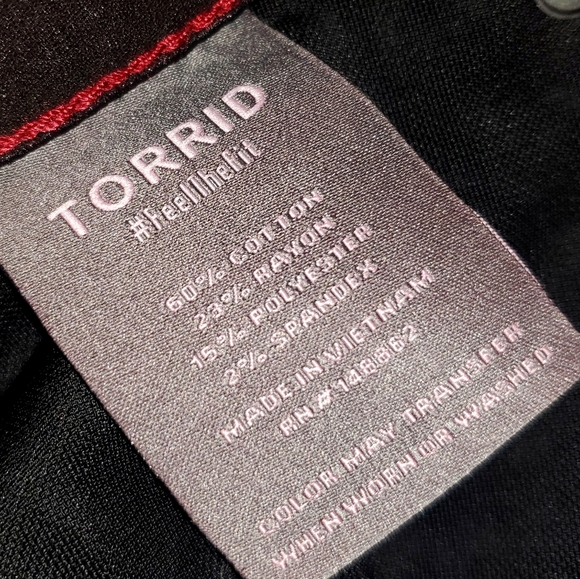 TORRID
#FeelTheFit
60% COTTON
23% RAYON
15% POLYESTER
2% SPANDEX
MADE IN VIETNAM
RN# 148862
COLOR MAY TRANSFER
WHEN WORN OR WASHED